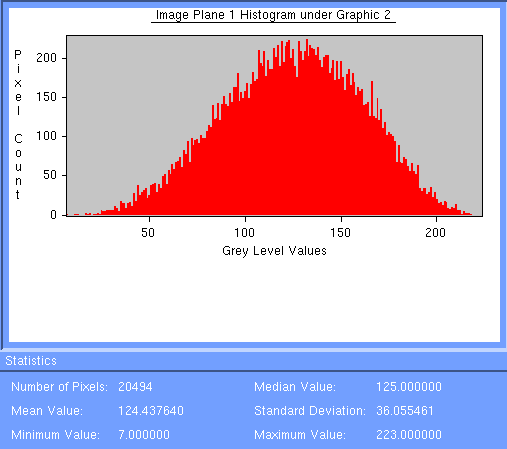 Image Plane 1 Histogram under Graphic 2
Pixel Count
200
150
100
50
0
50 100 150 200
Grey Level Values
Statistics
Number of Pixels: 20494 Median Value: 125.000000
Mean Value: 124.437640 Standard Deviation: 36.055461
Minimum Value: 7.000000 Maximum Value: 223.000000